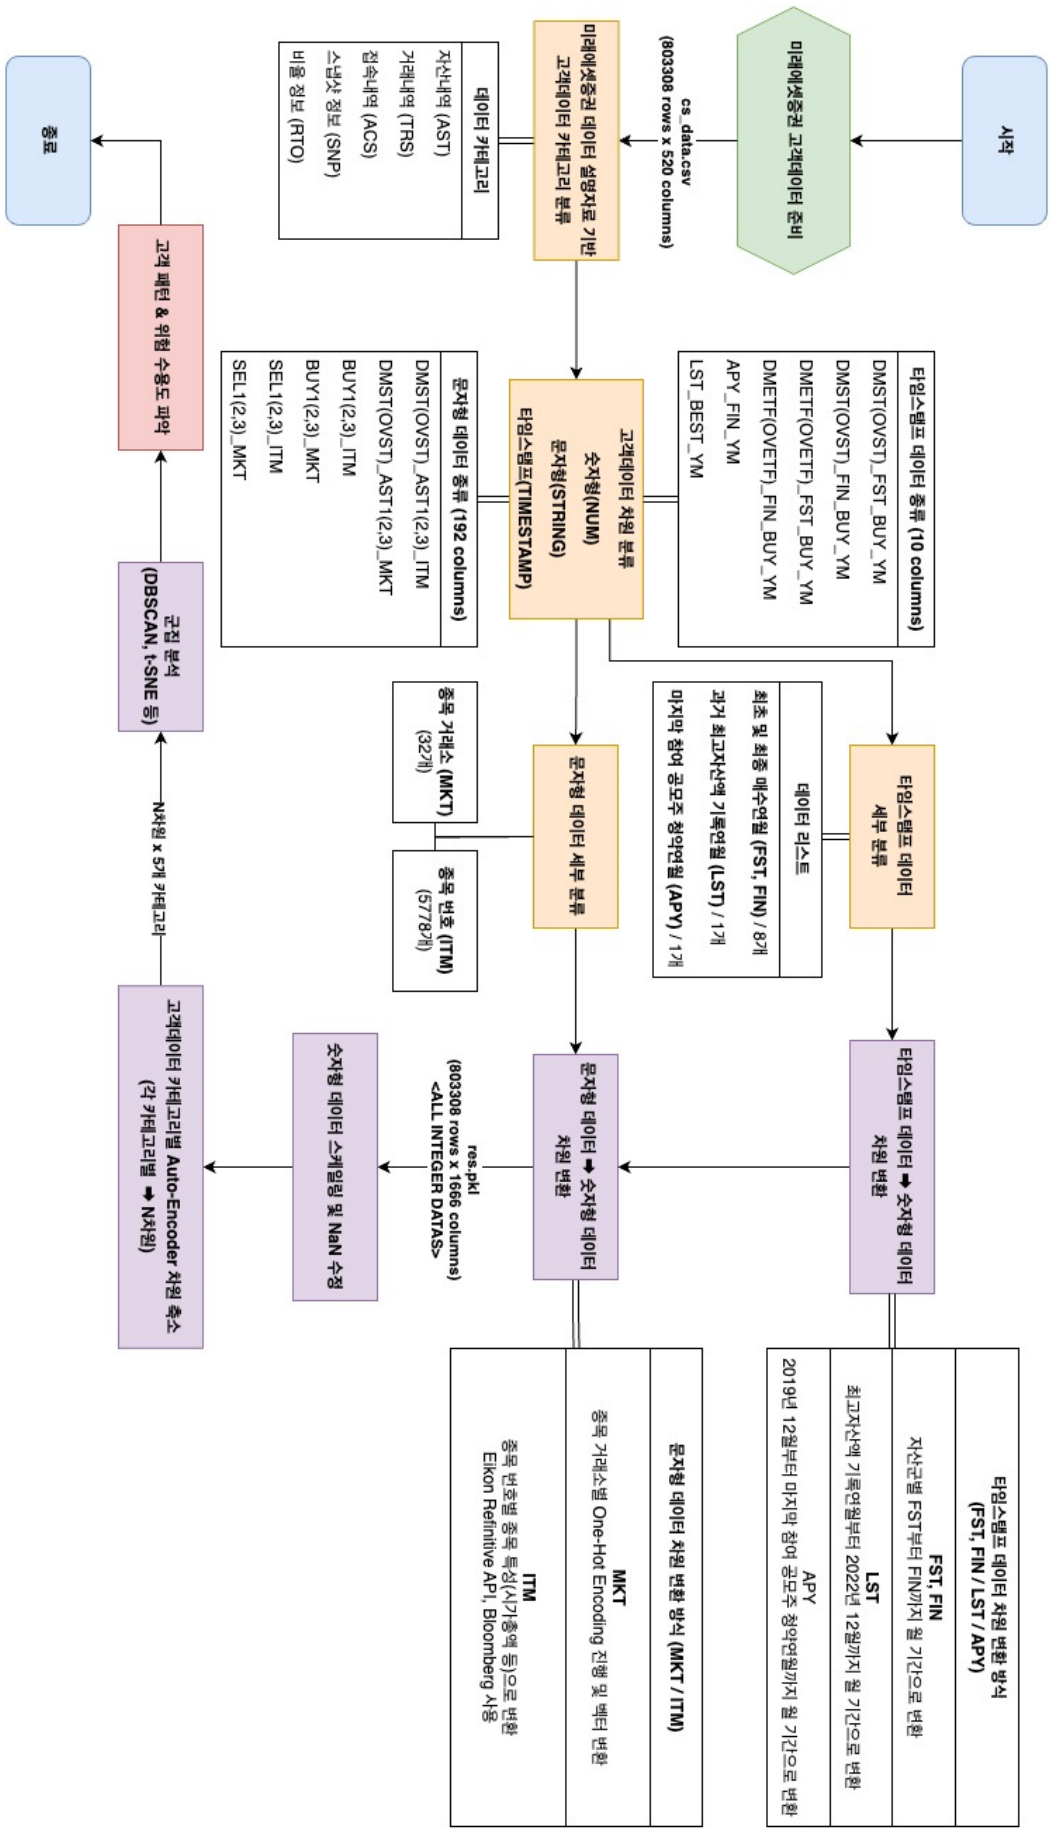 시작
미래에셋증권 고객데이터 준비
cs_data.csv
(803308 rows x 520 columns)
미래에셋증권 데이터 설명자료 기반
고객데이터 카테고리 분류
데이터 카테고리
자산내역 (AST)
거래내역 (TRS)
접속내역 (ACS)
스냅샷 정보 (SNP)
비율 정보 (RTO)
고객데이터 차원 분류
숫자형(NUM)
문자형(STRING)
타임스탬프(TIMESTAMP)
타임스탬프 데이터 종류 (10 columns)
DMST(OVST)_FST_BUY_YM
DMST(OVST)_FIN_BUY_YM
DMETF(OVETF)_FST_BUY_YM
DMETF(OVETF)_FIN_BUY_YM
APY_FIN_YM
LST_BEST_YM
문자형 데이터 종류 (192 columns)
DMST(OVST)_AST1(2,3)_ITM
DMST(OVST)_AST1(2,3)_MKT
BUY1(2,3)_ITM
BUY1(2,3)_MKT
SEL1(2,3)_ITM
SEL1(2,3)_MKT
타임스탬프 데이터
세부 분류
데이터 리스트
최초 및 최종 매수연월 (FST, FIN) / 8개
과거 최고자산액 기록연월 (LST) / 1개
마지막 참여 공모주 청약연월 (APY) / 1개
문자형 데이터 세부 분류
종목 거래소 (MKT)
(32개)
종목 번호 (ITM)
(5778개)
타임스탬프 데이터 ➡ 숫자형 데이터
차원 변환
타임스탬프 데이터 차원 변환 방식
(FST, FIN / LST / APY)
FST, FIN
자산군별 FST부터 FIN까지 월 기간으로 변환
LST
최고자산액 기록연월부터 2022년 12월까지 월 기간으로 변환
APY
2019년 12월부터 마지막 참여 공모주 청약연월까지 월 기간으로 변환
문자형 데이터 ➡ 숫자형 데이터
차원 변환
문자형 데이터 차원 변환 방식 (MKT / ITM)
MKT
종목 거래소별 One-Hot Encoding 진행 및 벡터 변환
ITM
종목 번호별 종목 특성(시가총액 등)으로 변환
Eikon Refinitive API, Bloomberg 사용
res.pkl
(803308 rows x 1666 columns)
<ALL INTEGER DATAS>
숫자형 데이터 스케일링 및 NaN 수정
고객데이터 카테고리별 Auto-Encoder 차원 축소
(각 카테고리별 ➡ N차원)
N차원 x 5개 카테고리
군집 분석
(DBSCAN, t-SNE 등)
고객 패턴 & 위험 수용도 파악
종료